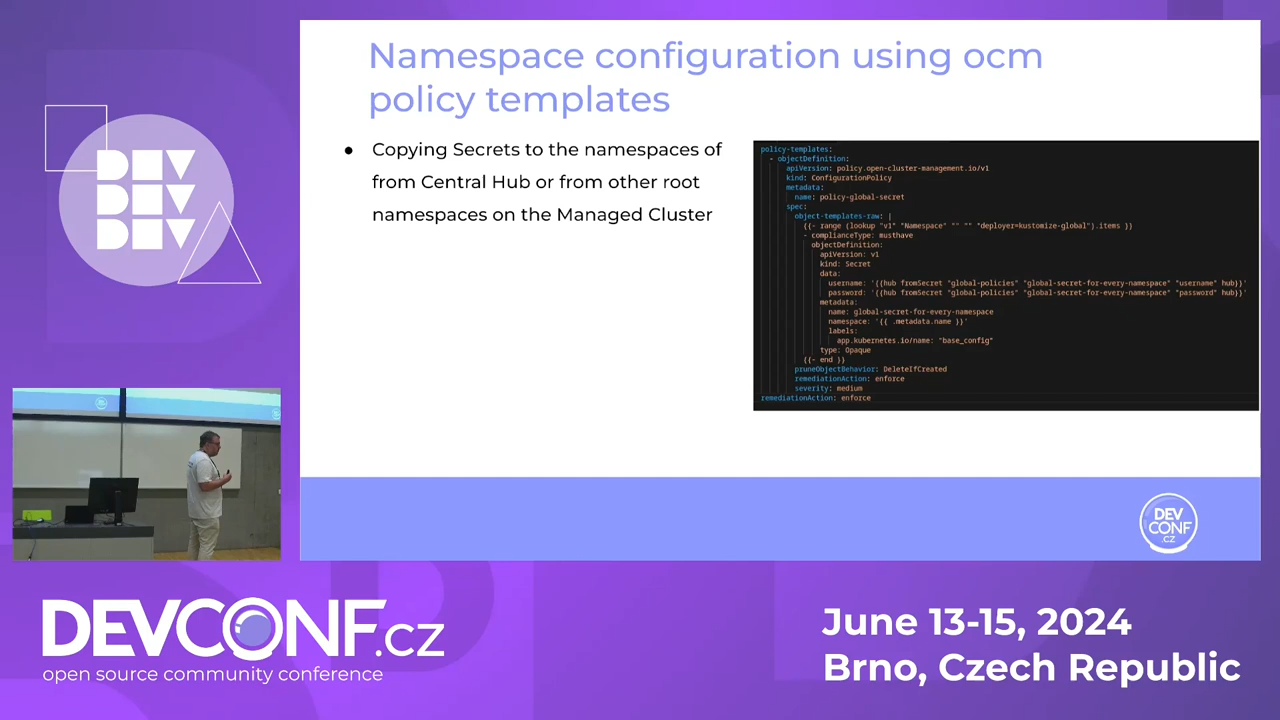 Namespace configuration using ocm
policy templates
● Copying Secrets to the namespaces of
from Central Hub or from other root
namespaces on the Managed Cluster
policy-templates:
- objectDefinition:
apiVersion: policy.open-cluster-management.io/v1
kind: ConfigurationPolicy
metadata:
name: policy-global-secret
spec:
object-templates-raw: |
{{- range (lookup "v1" "Namespace" "" "" "deployer=kustomize-global").items }}
- complianceType: musthave
objectDefinition:
apiVersion: v1
kind: Secret
data:
username: '{{hub fromSecret "global-policies" "global-secret-for-every-namespace" "username" hub}}'
password: '{{hub fromSecret "global-policies" "global-secret-for-every-namespace" "password" hub}}'
metadata:
name: global-secret-for-every-namespace
namespace: '{{ .metadata.name }}'
labels:
app.kubernetes.io/name: "base_config"
type: Opaque
{{- end }}
pruneObjectBehavior: DeleteIfCreated
remediationAction: enforce
severity: medium
remediationAction: enforce
DEV
DEV
DEV
DEV
CONF
.CZ
DEVCONF.cz
open source community conference
June 13-15, 2024
Brno, Czech Republic